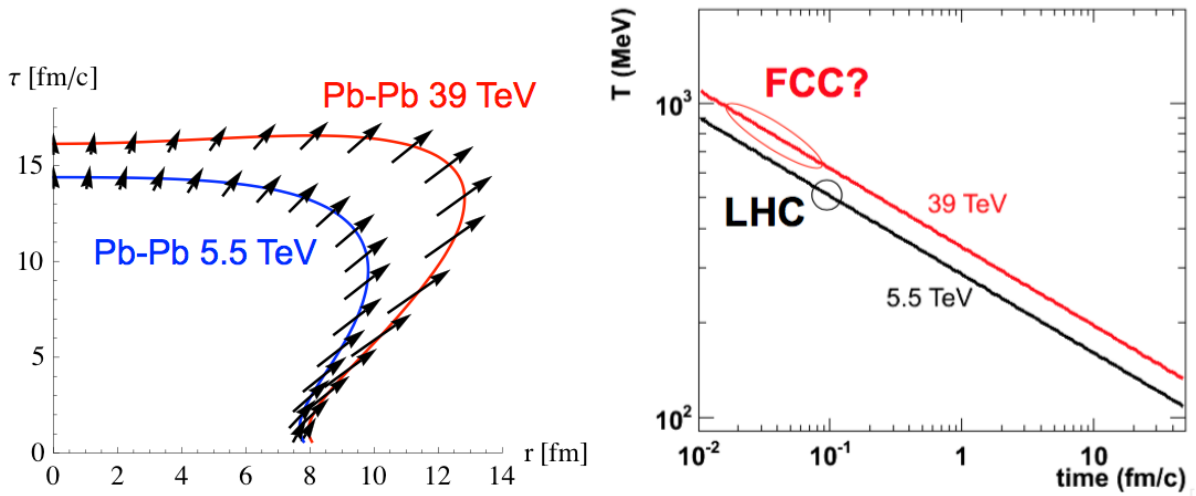 τ [fm/c]
Pb-Pb 39 TeV
15
Pb-Pb 5.5 TeV
10
5
0
0 2 4 6 8 10 12 14
r [fm]
T (MeV)
FCC?
10³
39 TeV
LHC
5.5 TeV
10²
10⁻² 10⁻¹ 1 10
time (fm/c)